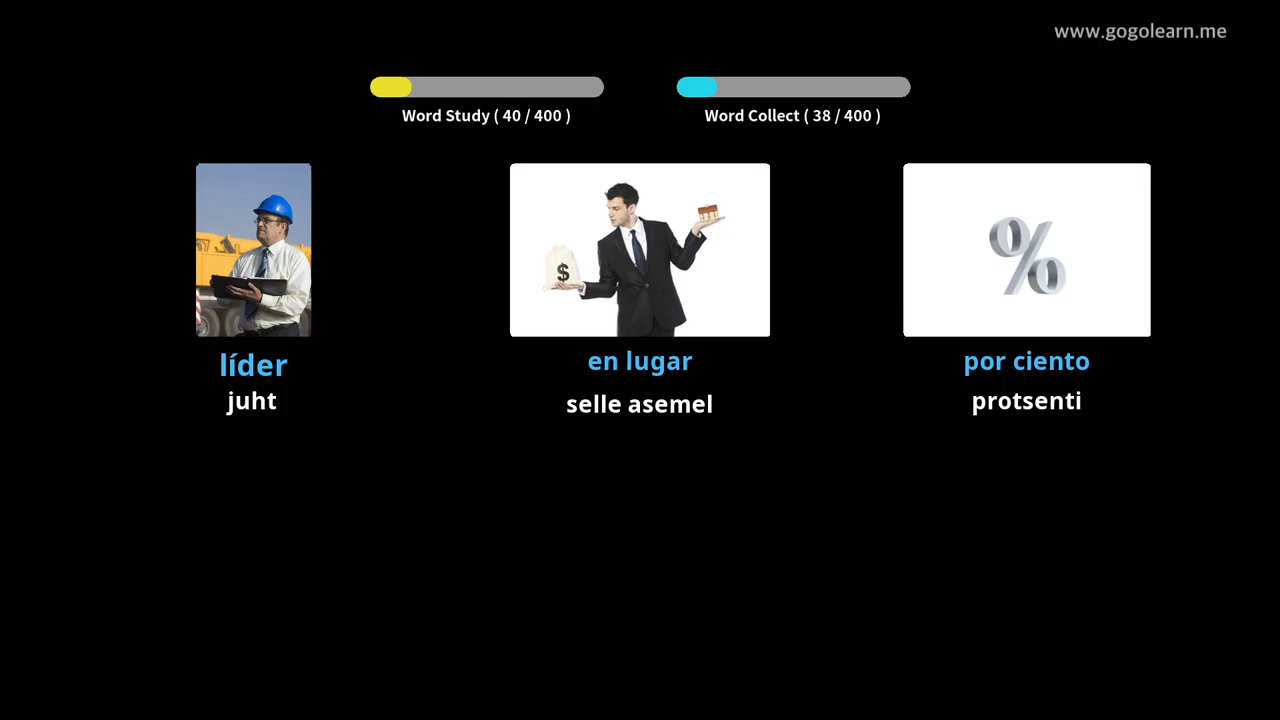 www.gogolearn.me
Word Study ( 40 / 400 )
Word Collect ( 38 / 400 )
$
%
líder
juht
en lugar
selle asemel
por ciento
protsenti